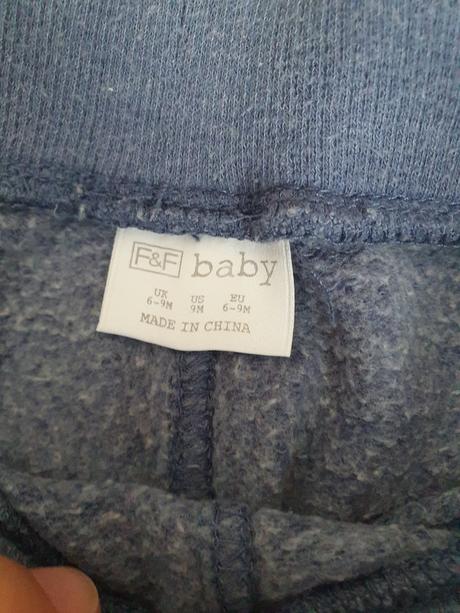 F&F baby
UK US EU
6-9M 9M 6-9M
MADE IN CHINA